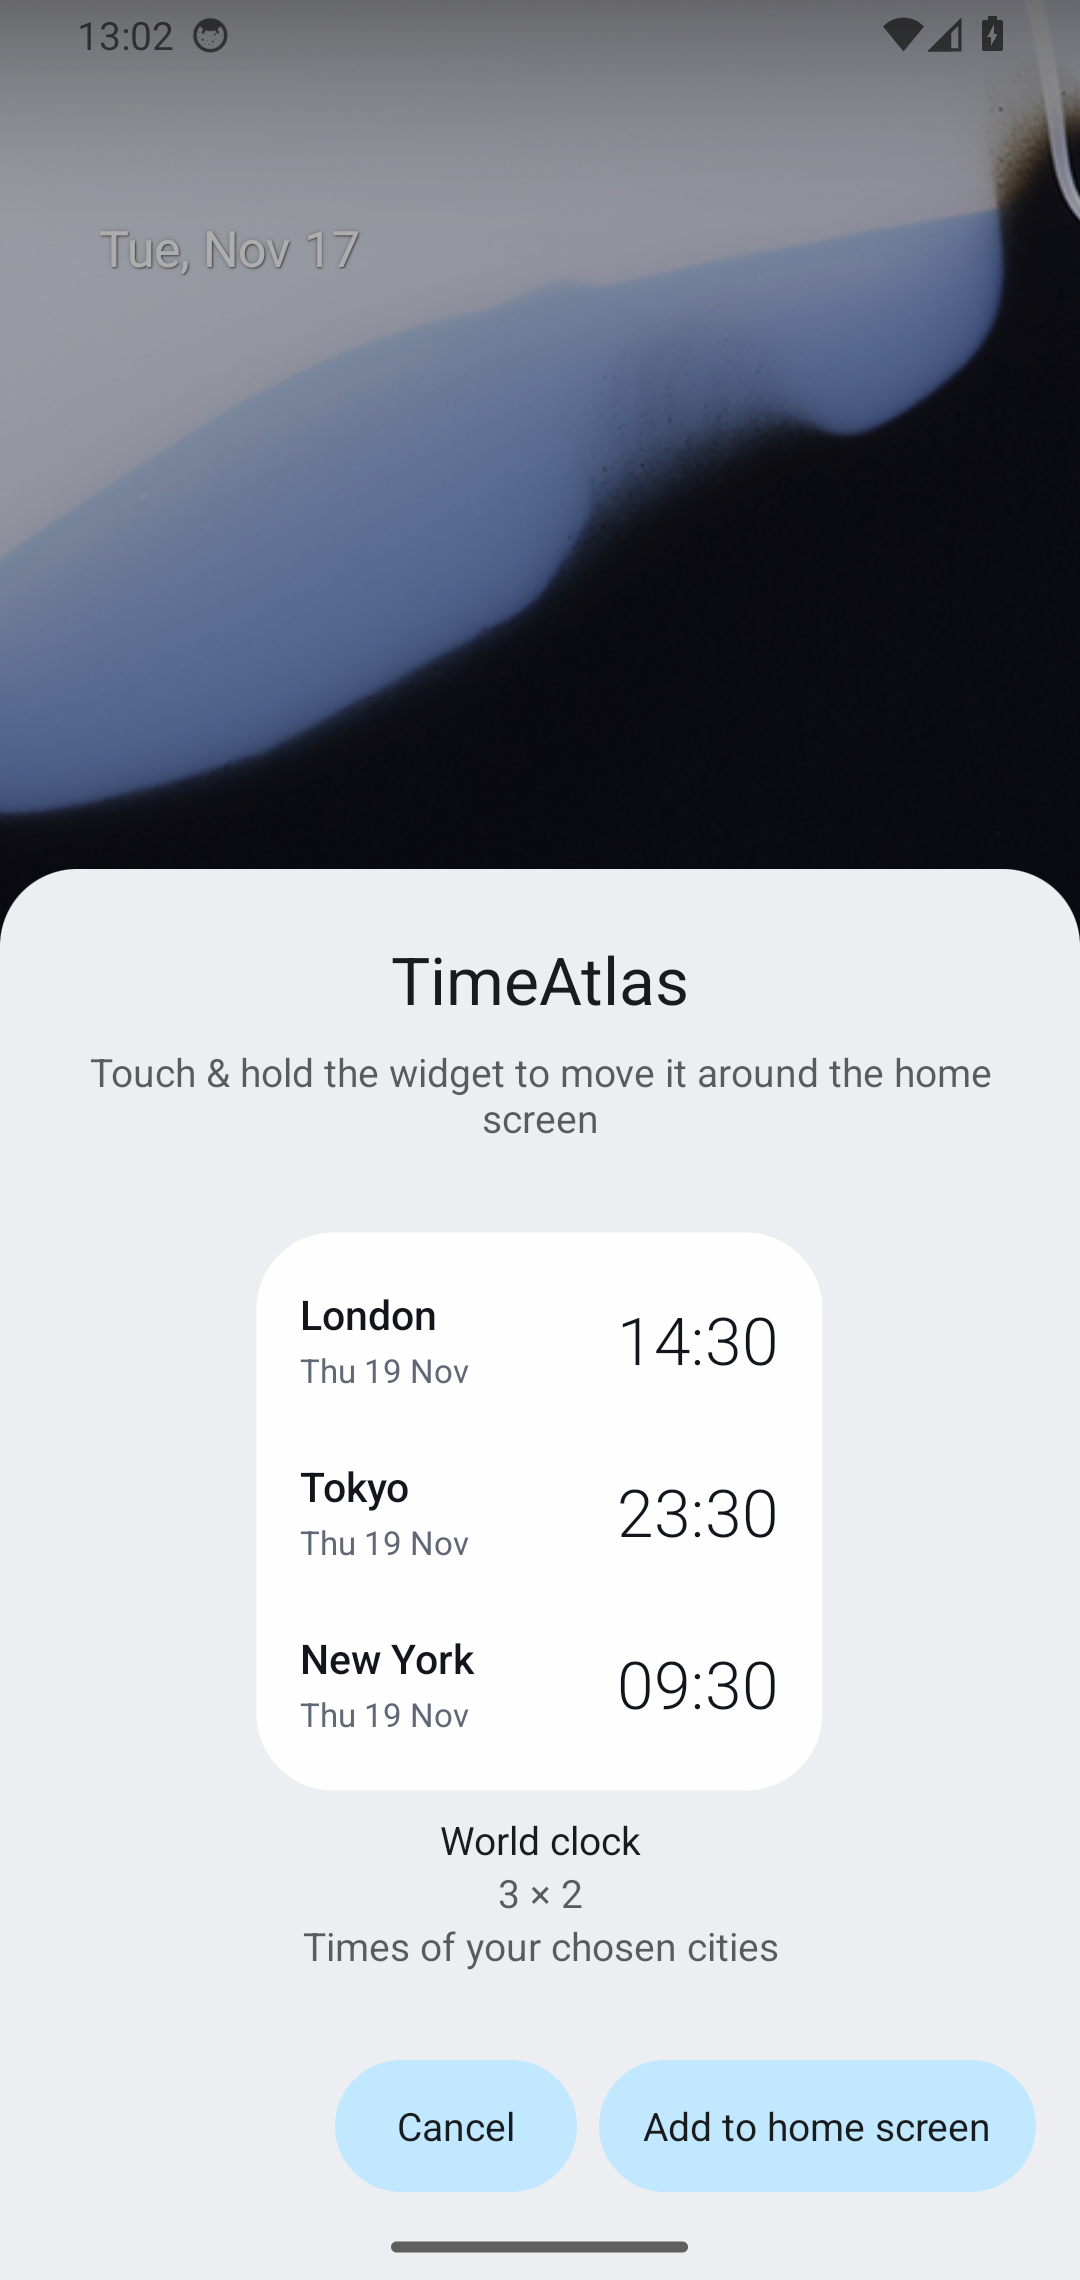 13:02
Tue, Nov 17
TimeAtlas
Touch & hold the widget to move it around the home
screen
London
14:30
Thu 19 Nov
Tokyo
23:30
Thu 19 Nov
New York
09:30
Thu 19 Nov
World clock
3 × 2
Times of your chosen cities
Cancel
Add to home screen